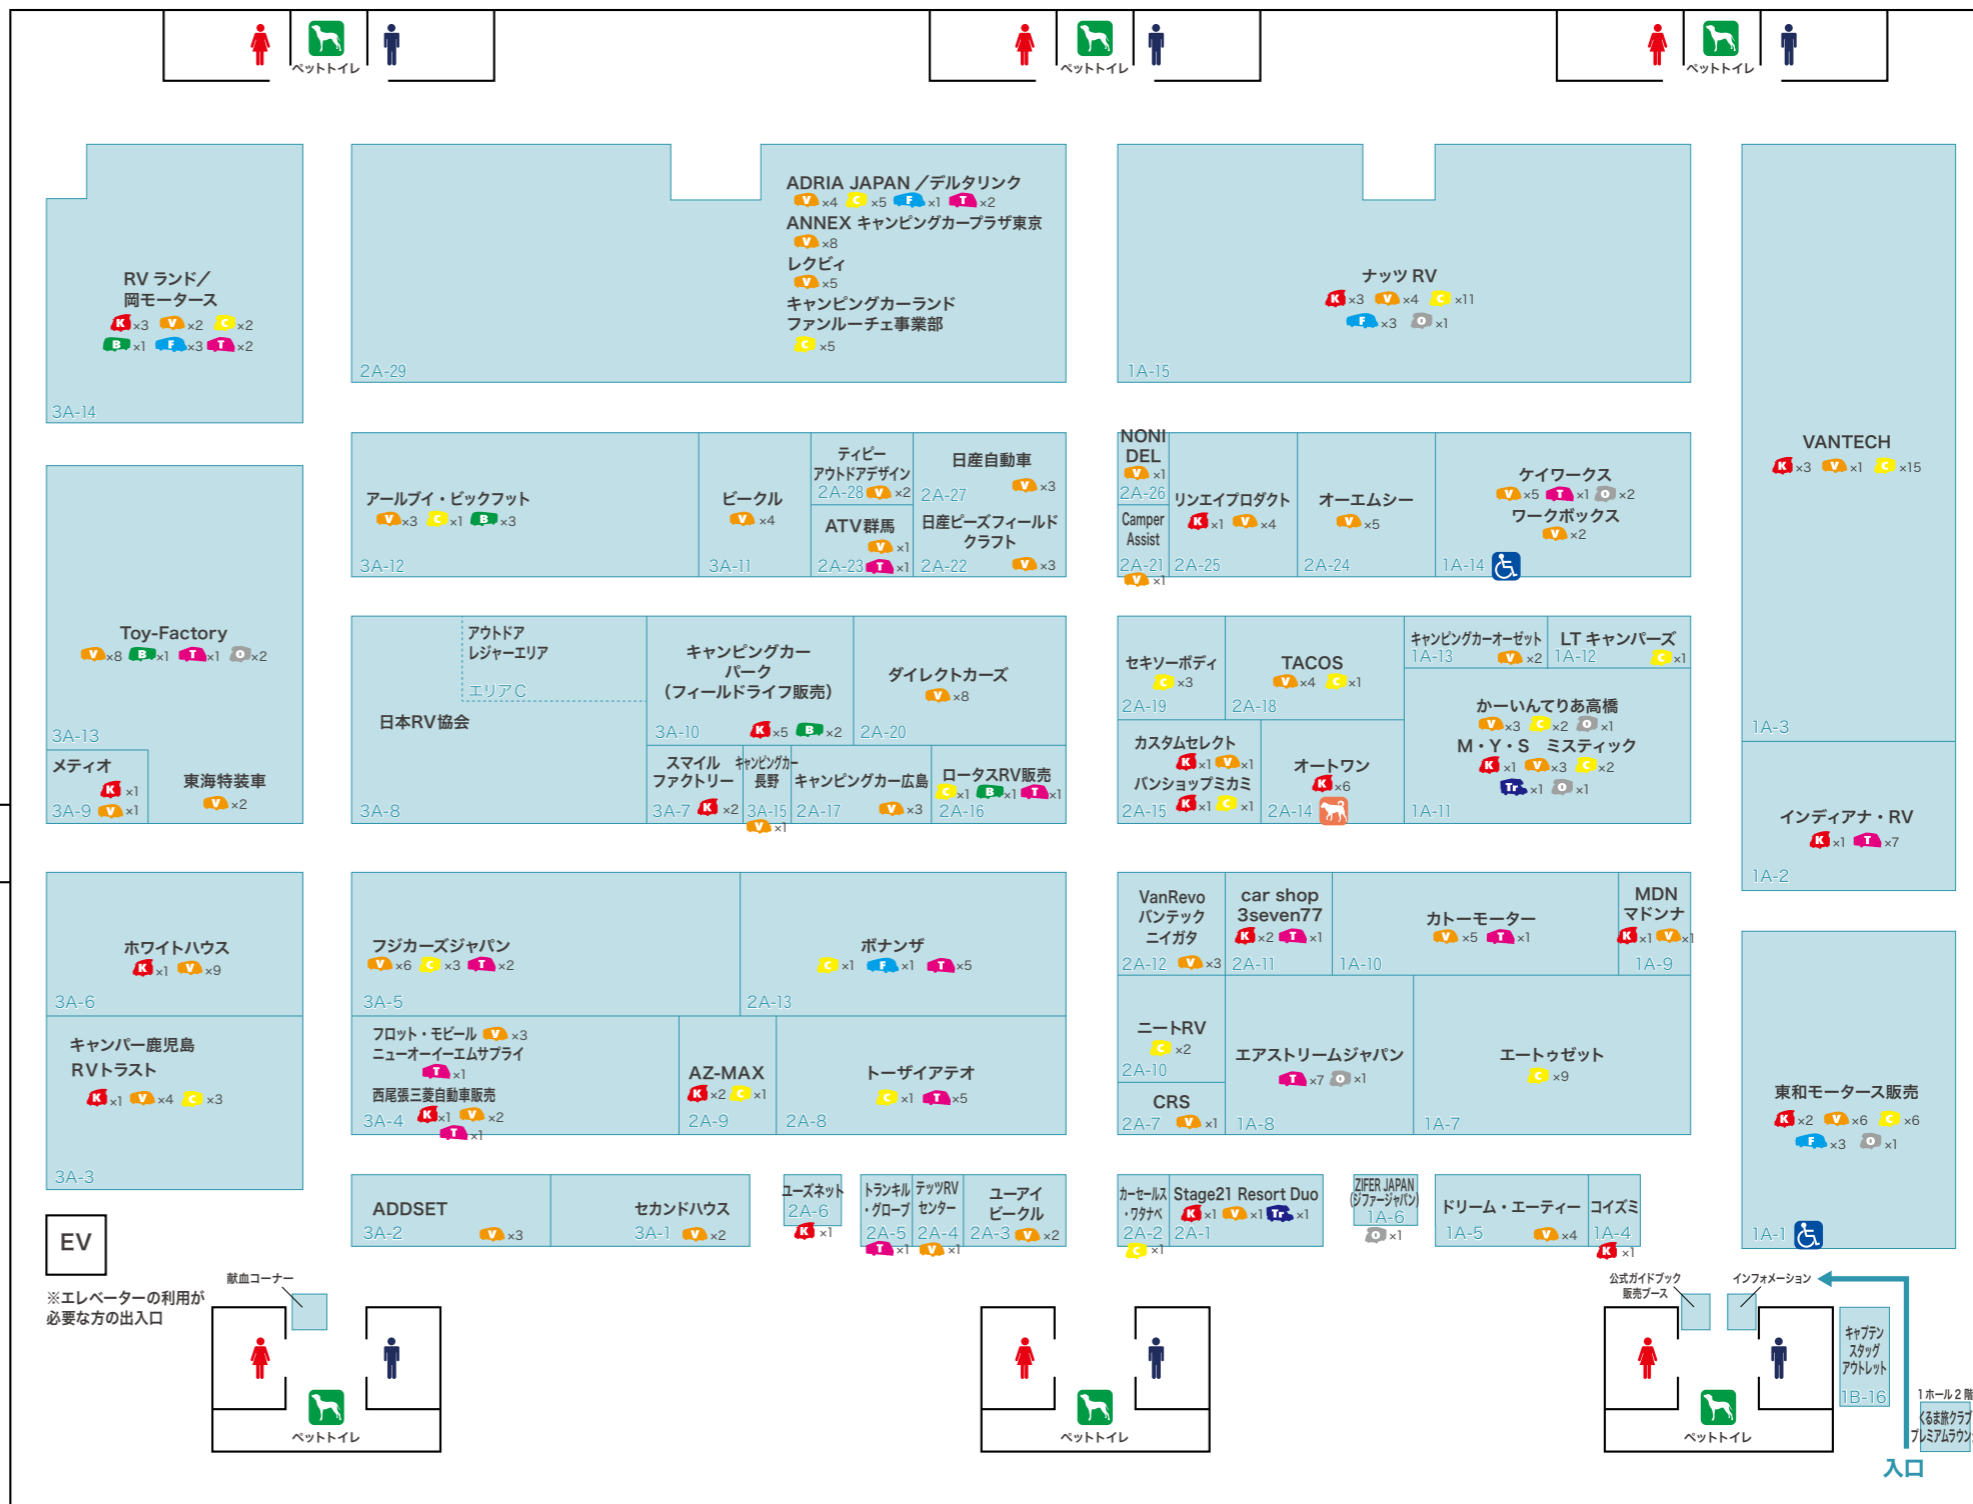 ペットトイレ
ペットトイレ
ペットトイレ
RV ランド／
岡モータース
K ×3 V ×2 C ×2
B ×1 F ×3 T ×2
3A-14
ADRIA JAPAN ／デルタリンク
V ×4 C ×5 F ×1 T ×2
ANNEX キャンピングカープラザ東京
V ×8
レクビィ
V ×5
キャンピングカーランド
ファンルーチェ事業部
C ×5
2A-29
ナッツ RV
K ×3 V ×4 C ×11
F ×3 O ×1
1A-15
VANTECH
K ×3 V ×1 C ×15
1A-3
アールブイ・ビックフット
V ×3 C ×1 B ×3
3A-12
ビークル
V ×4
3A-11
ティピー
アウトドアデザイン
2A-28 V ×2
ATV群馬
V ×1
2A-23 T ×1
日産自動車
2A-27 V ×3
日産ピーズフィールド
クラフト
2A-22 V ×3
NONI
DEL
V ×1
2A-26
Camper
Assist
2A-21
V ×1
リンエイプロダクト
K ×1 V ×4
2A-25
オーエムシー
V ×5
2A-24
ケイワークス
V ×5 T ×1 O ×2
ワークボックス
V ×2
1A-14
Toy-Factory
V ×8 B ×1 T ×1 O ×2
3A-13
メティオ
K ×1
3A-9 V ×1
東海特装車
V ×2
アウトドア
レジャーエリア
エリアC
日本RV協会
3A-8
キャンピングカー
パーク
（フィールドライフ販売）
3A-10 K ×5 B ×2
ダイレクトカーズ
V ×8
2A-20
スマイル
ファクトリー
3A-7 K ×2
キャンピングカー
長野
3A-15
V ×1
キャンピングカー広島
2A-17 V ×3
ロータスRV販売
C ×1 B ×1 T ×1
2A-16
セキソーボディ
C ×3
2A-19
TACOS
V ×4 C ×1
2A-18
キャンピングカーオーゼット
1A-13 V ×2
LT キャンパーズ
1A-12 C ×1
カスタムセレクト
K ×1 V ×1
バンショップミカミ
2A-15 K ×1 C ×1
オートワン
K ×6
2A-14
かーいんてりあ高橋
V ×3 C ×2 O ×1
M・Y・S ミスティック
K ×1 V ×3 C ×2
Tr ×1 O ×1
1A-11
インディアナ・RV
K ×1 T ×7
1A-2
ホワイトハウス
K ×1 V ×9
3A-6
キャンパー鹿児島
RVトラスト
K ×1 V ×4 C ×3
3A-3
フジカーズジャパン
V ×6 C ×3 T ×2
3A-5
ボナンザ
C ×1 F ×1 T ×5
2A-13
フロット・モビール V ×3
ニューオーイーエムサプライ
T ×1
西尾張三菱自動車販売
3A-4 K ×1 V ×2
T ×1
AZ-MAX
K ×2 C ×1
2A-9
トーザイアテオ
C ×1 T ×5
2A-8
VanRevo
バンテック
ニイガタ
2A-12 V ×3
car shop
3seven77
K ×2 T ×1
2A-11
カトーモーター
V ×5 T ×1
1A-10
MDN
マドンナ
K ×1 V ×1
1A-9
ニートRV
C ×2
2A-10
CRS
2A-7 V ×1
エアストリームジャパン
T ×7 O ×1
1A-8
エートゥゼット
C ×9
1A-7
東和モータース販売
K ×2 V ×6 C ×6
F ×3 O ×1
1A-1
ADDSET
3A-2 V ×3
セカンドハウス
3A-1 V ×2
ユーズネット
2A-6
K ×1
トランキル
・グローブ
2A-5
T ×1
テッツRV
センター
2A-4
V ×1
ユーアイ
ビークル
2A-3 V ×2
カーセールス
・ワタナベ
2A-2
C ×1
Stage21 Resort Duo
K ×1 V ×1 Tr ×1
2A-1
ZIFER JAPAN
(ジファージャパン)
1A-6
O ×1
ドリーム・エーティー
1A-5 V ×4
コイズミ
1A-4
K ×1
EV
※エレベーターの利用が
必要な方の出入口
献血コーナー
ペットトイレ
ペットトイレ
公式ガイドブック
販売ブース
インフォメーション
ペットトイレ
キャプテン
スタッグ
アウトレット
1B-16
1ホール2階
くるま旅クラブ
プレミアムラウン
入口